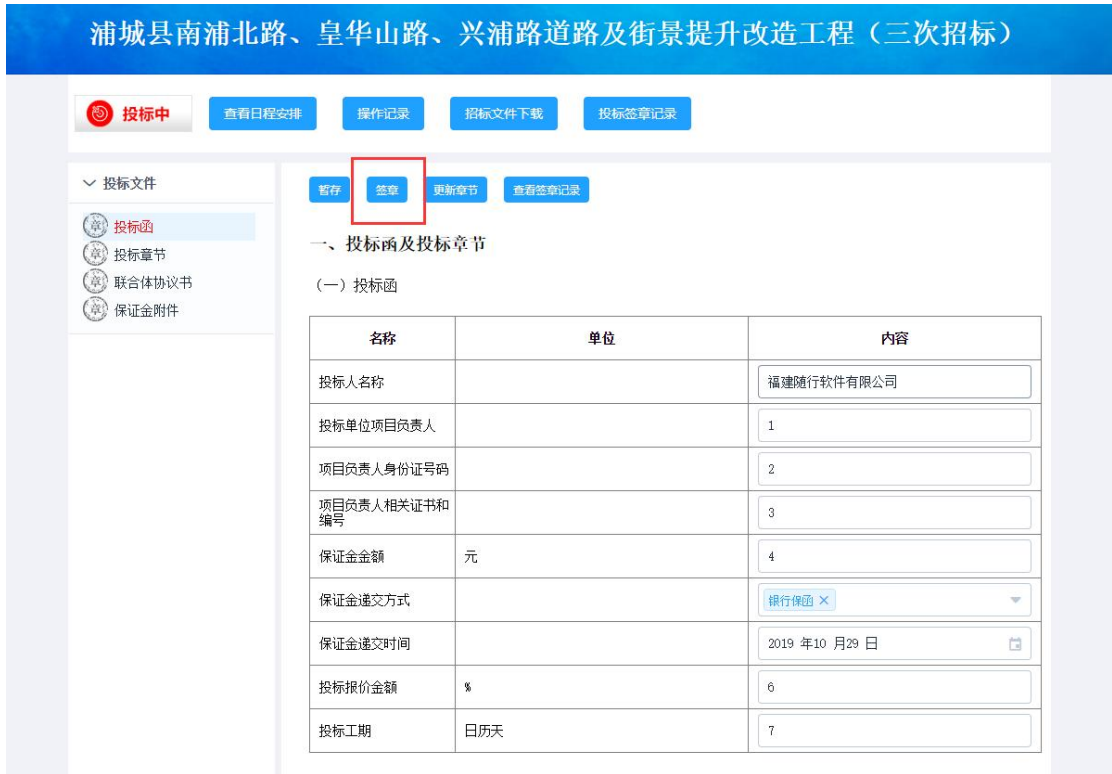 浦城县南浦北路、皇华山路、兴浦路道路及街景提升改造工程（三次招标）
投标中 查看日程安排 操作记录 招标文件下载 投标签章记录
投标文件
投标函
投标章节
联合体协议书
保证金附件
暂存 签章 更新章节 查看签章记录
一、投标函及投标章节
（一）投标函
名称 单位 内容
投标人名称 福建随行软件有限公司
投标单位项目负责人 1
项目负责人身份证号码 2
项目负责人相关证书和
编号 3
保证金金额 元 4
保证金递交方式 银行保函 ×
保证金递交时间 2019 年10 月29 日
投标报价金额 % 6
投标工期 日历天 7